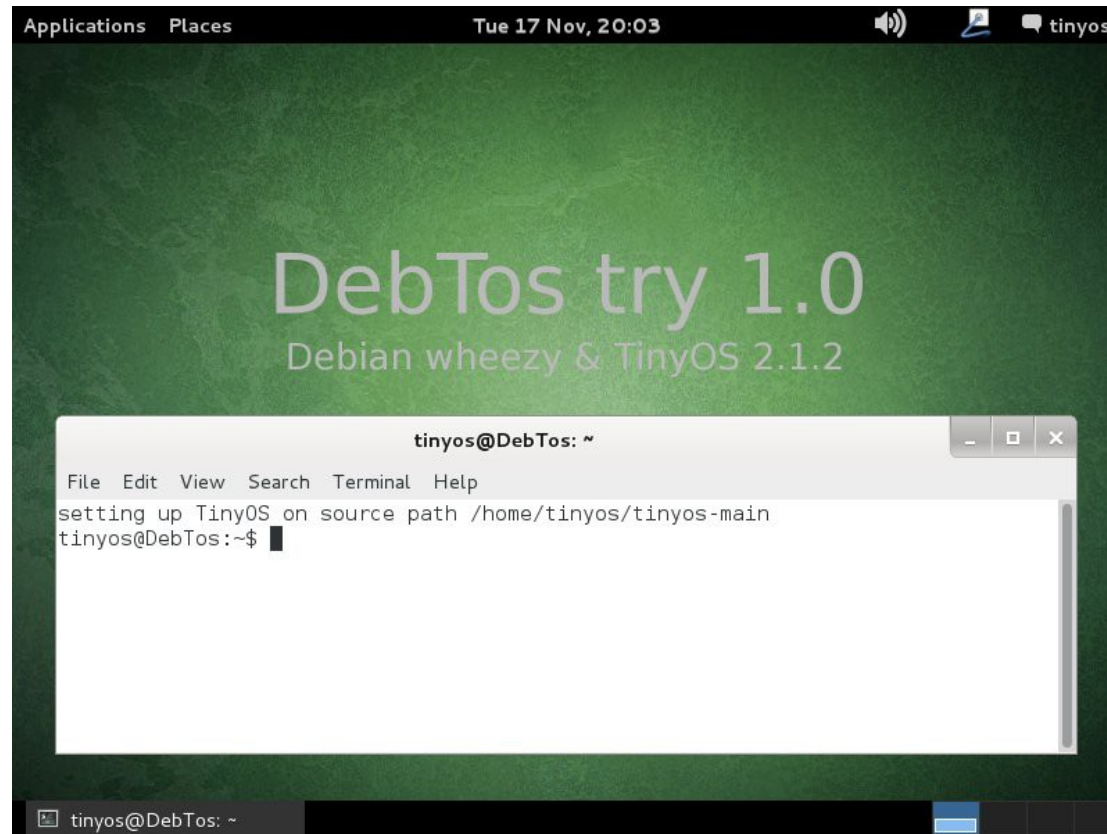 Applications Places Tue 17 Nov, 20:03 tinyos
DebTos try 1.0
Debian wheezy & TinyOS 2.1.2
tinyos@DebTos: ~
File Edit View Search Terminal Help
setting up TinyOS on source path /home/tinyos/tinyos-main
tinyos@DebTos:~$
tinyos@DebTos: ~